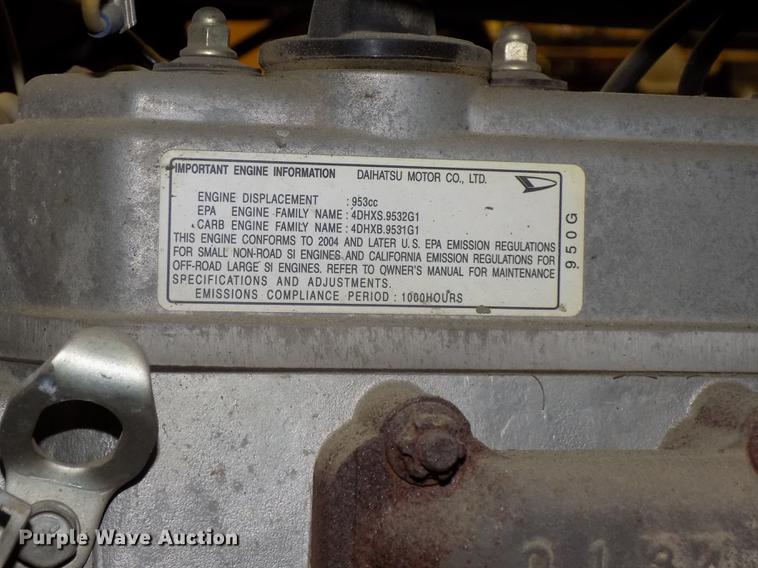 IMPORTANT ENGINE INFORMATION DAIHATSU MOTOR CO., LTD.
ENGINE DISPLACEMENT : 953cc
EPA ENGINE FAMILY NAME : 4DHXS.9532G1
CARB ENGINE FAMILY NAME : 4DHXB.9531G1
THIS ENGINE CONFORMS TO 2004 AND LATER U.S. EPA EMISSION REGULATIONS
FOR SMALL NON-ROAD SI ENGINES AND CALIFORNIA EMISSION REGULATIONS FOR
OFF-ROAD LARGE SI ENGINES. REFER TO OWNER'S MANUAL FOR MAINTENANCE
SPECIFICATIONS AND ADJUSTMENTS.
EMISSIONS COMPLIANCE PERIOD : 1000HOURS
950G
Purple Wave Auction